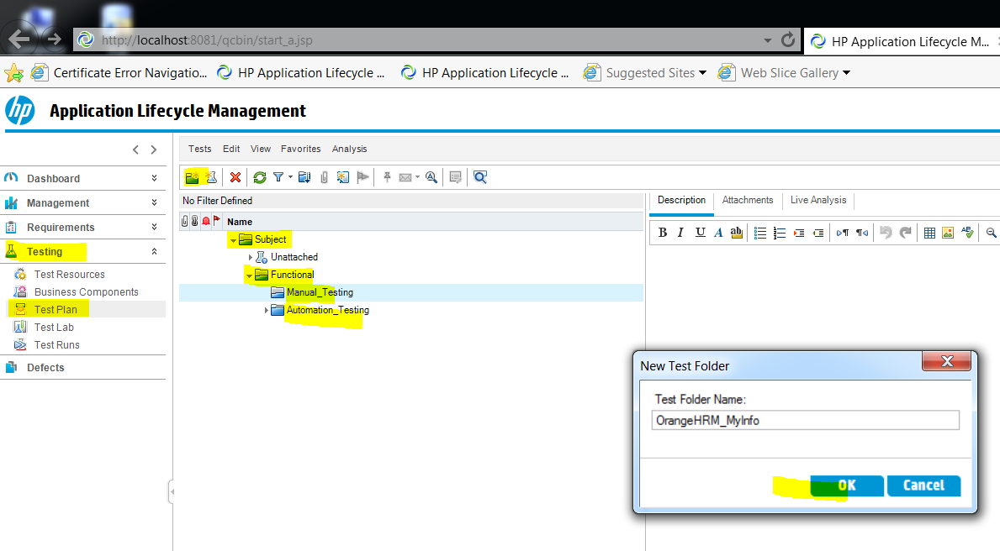 http://localhost:8081/qcbin/start_a.jsp
HP Application Lifecycle M...
Certificate Error Navigatio...
HP Application Lifecycle ...
HP Application Lifecycle ...
Suggested Sites
Web Slice Gallery
hp
Application Lifecycle Management
Tests Edit View Favorites Analysis
Dashboard
Management
Requirements
Testing
Test Resources
Business Components
Test Plan
Test Lab
Test Runs
Defects
No Filter Defined
Name
Subject
Unattached
Functional
Manual_Testing
Automation_Testing
Description Attachments Live Analysis
B I U A ab
New Test Folder
Test Folder Name:
OrangeHRM_MyInfo
OK Cancel